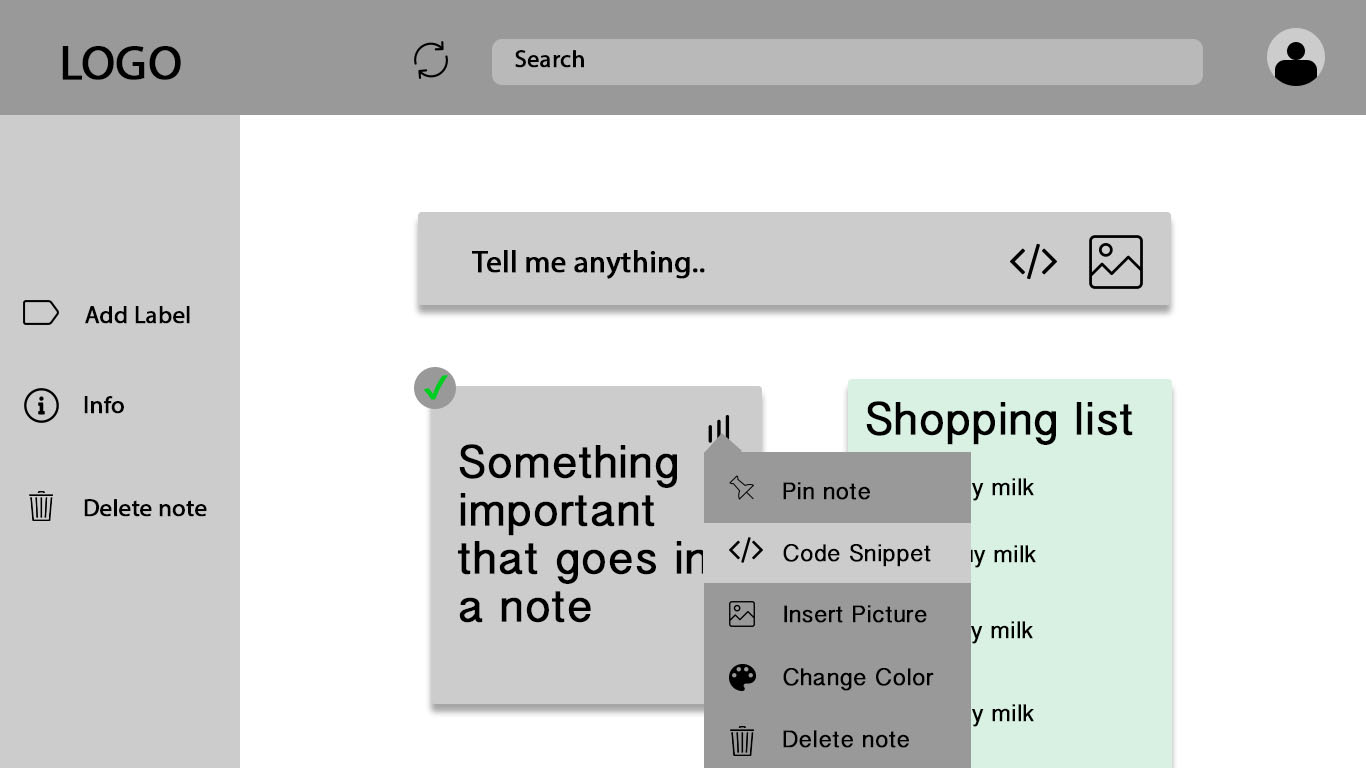 LOGO
Search
Tell me anything..
Add Label
Info
Delete note
Something
important
that goes in
a note
Pin note
Code Snippet
Insert Picture
Change Color
Delete note
Shopping list
milk
milk
milk
milk